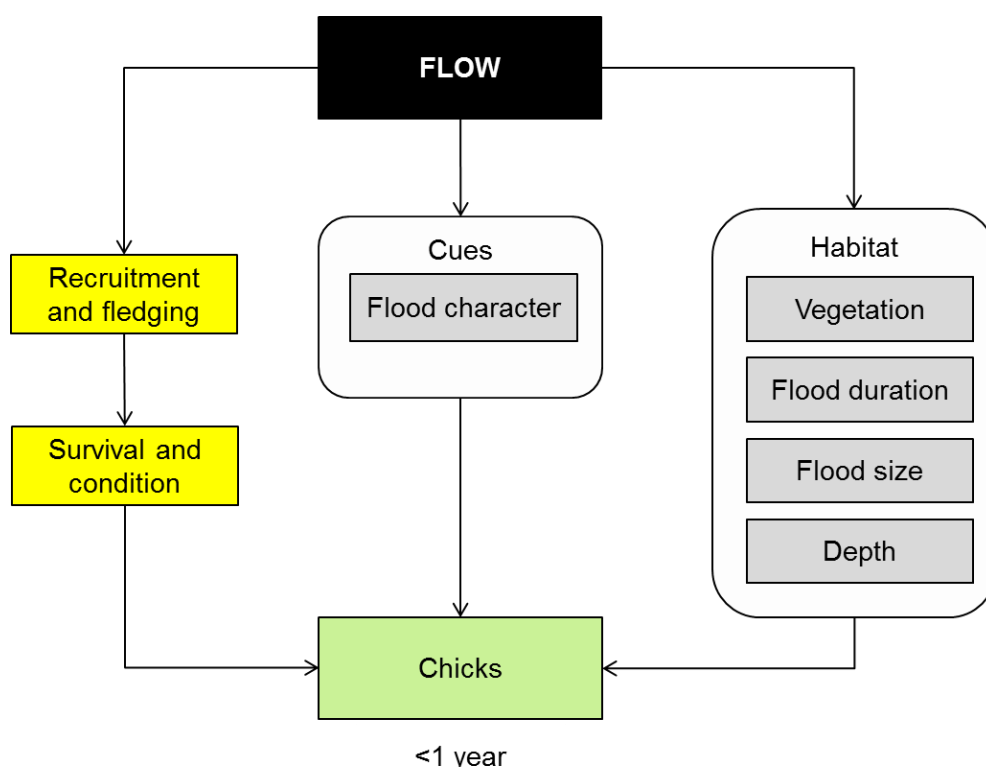 FLOW
Recruitment
and fledging
Survival and
condition
Cues
Flood character
Habitat
Vegetation
Flood duration
Flood size
Depth
Chicks
<1 year